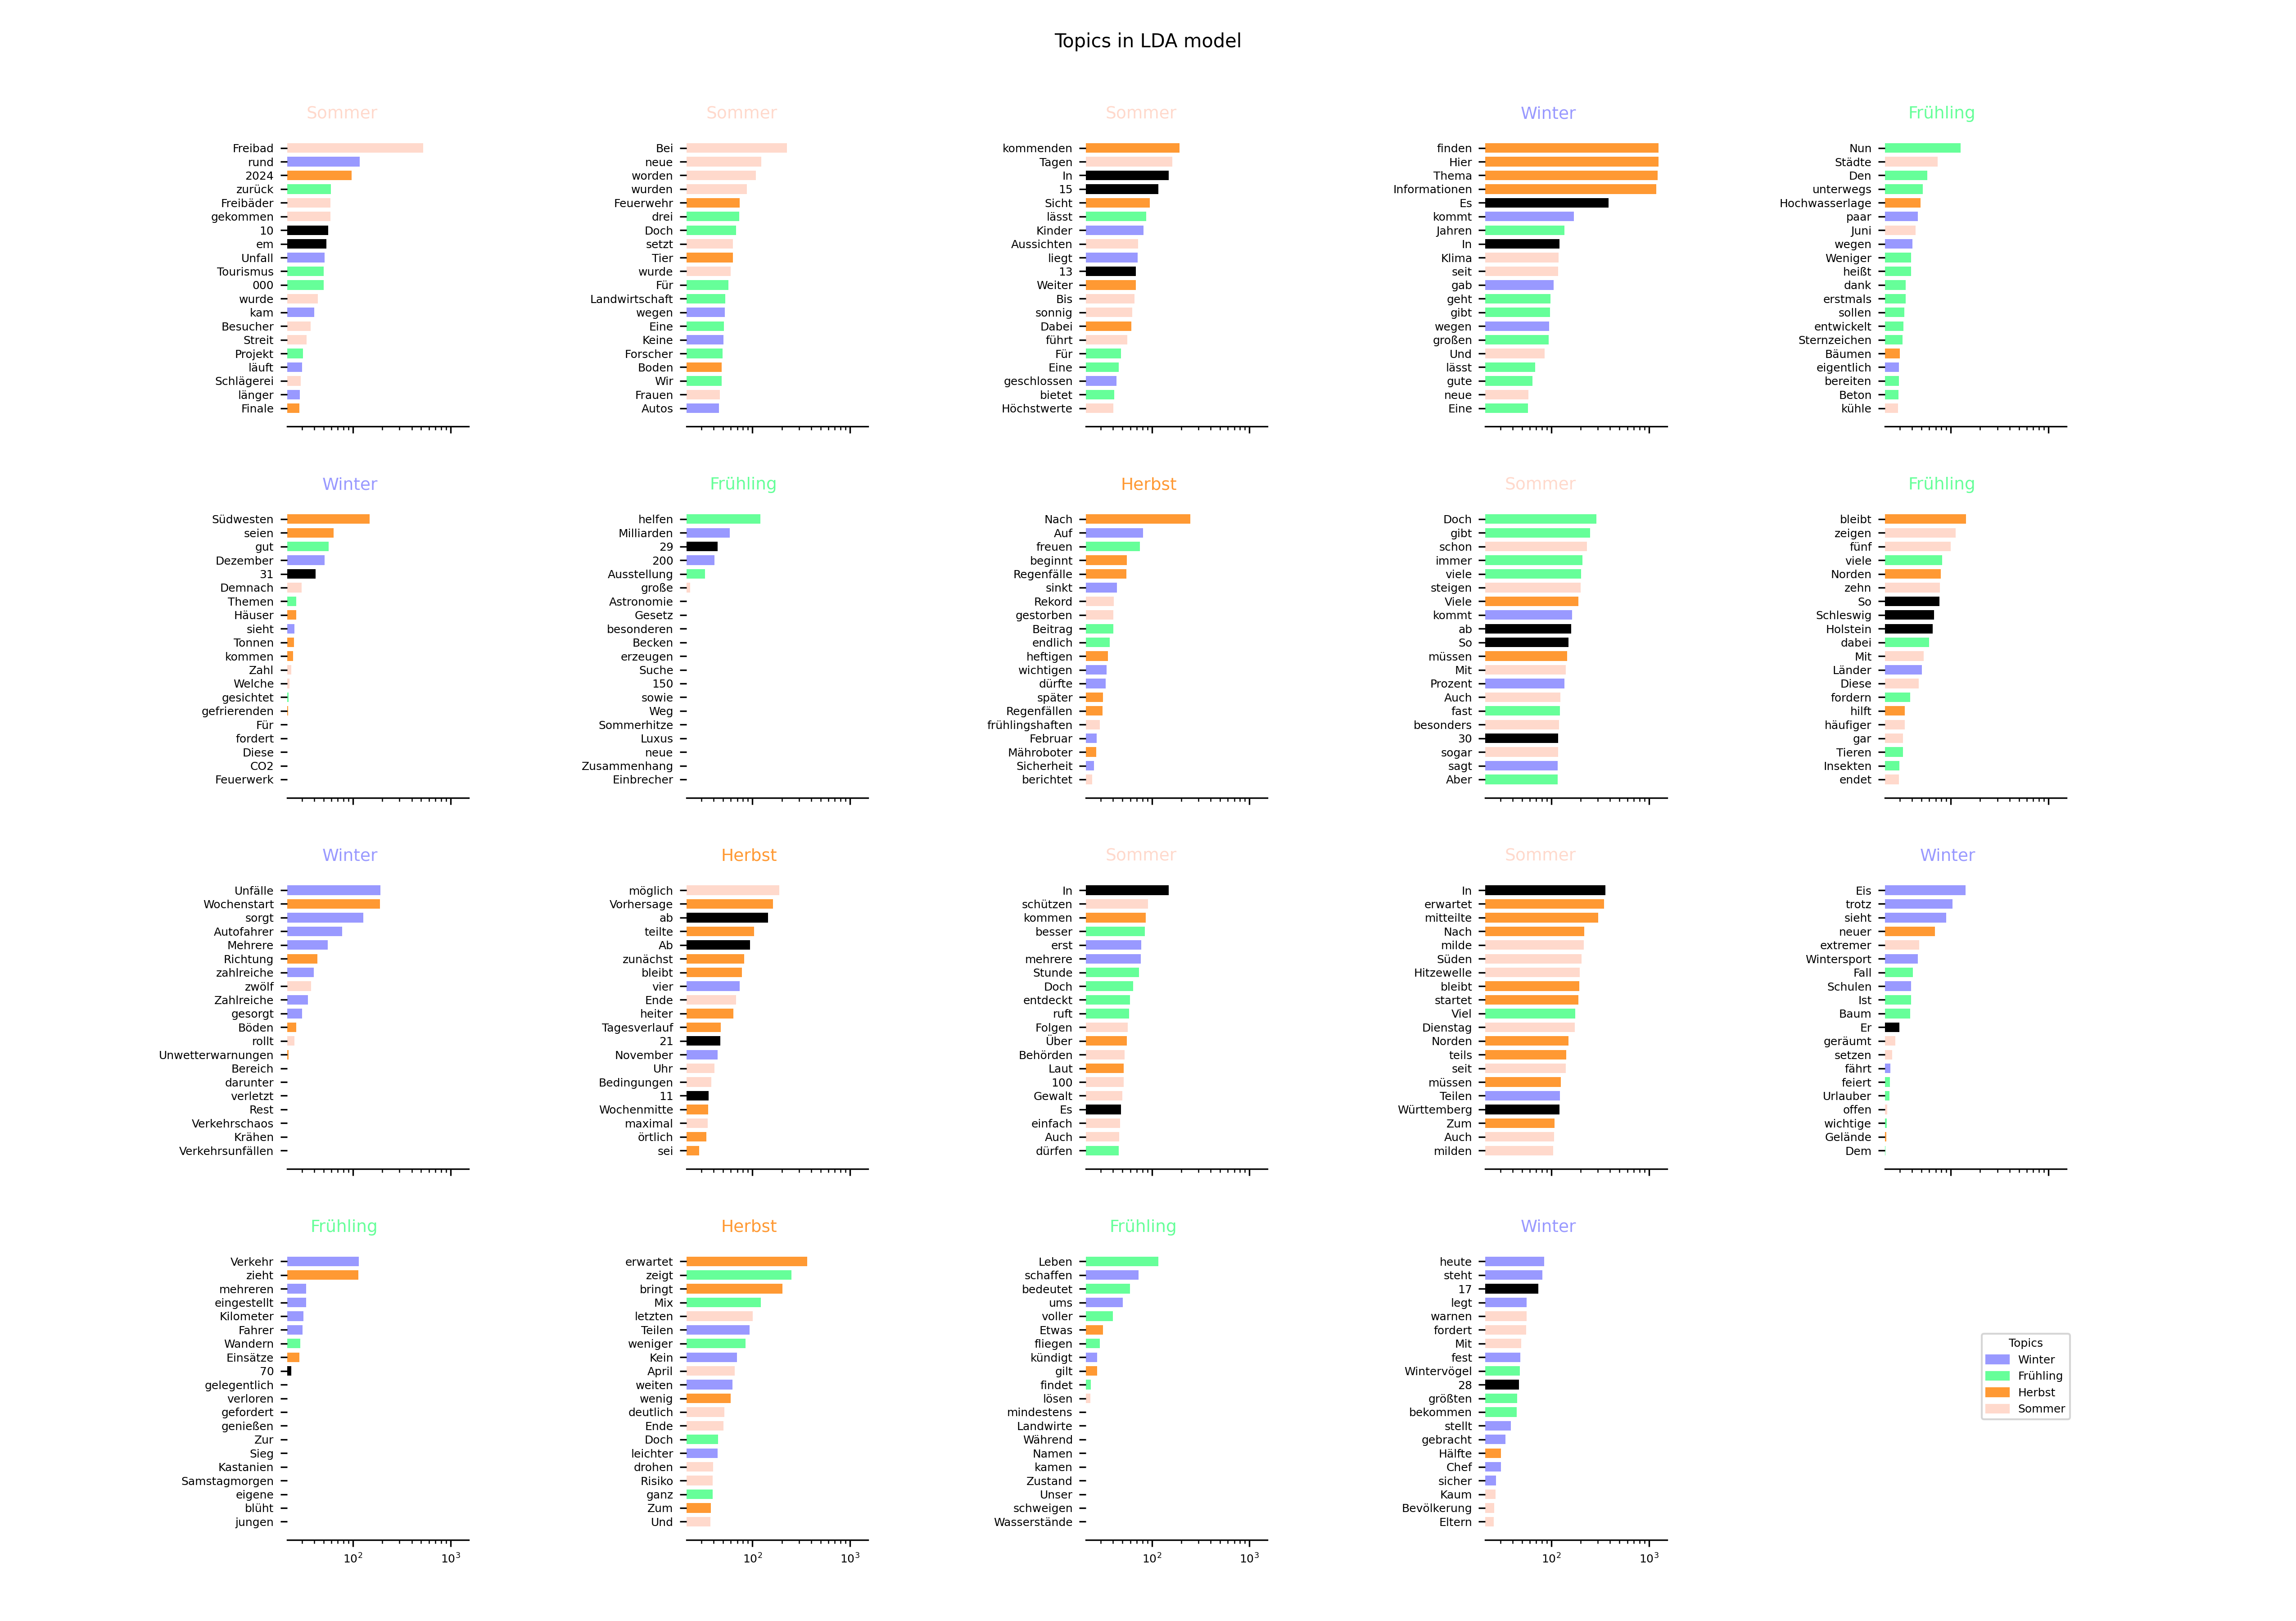 Topics in LDA model
Sommer
Freibad
rund
2024
zurück
Freibäder
gekommen
10
em
Unfall
Tourismus
000
wurde
kam
Besucher
Streit
Projekt
läuft
Schlägerei
länger
Finale
Sommer
Bei
neue
worden
wurden
Feuerwehr
drei
Doch
setzt
Tier
wurde
Für
Landwirtschaft
wegen
Eine
Keine
Forscher
Boden
Wir
Frauen
Autos
Sommer
kommenden
Tagen
In
15
Sicht
lässt
Kinder
Aussichten
liegt
13
Weiter
Bis
sonnig
Dabei
führt
Für
Eine
geschlossen
bietet
Höchstwerte
Winter
finden
Hier
Thema
Informationen
Es
kommt
Jahren
In
Klima
seit
gab
geht
gibt
wegen
großen
Und
lässt
gute
neue
Eine
Frühling
Nun
Städte
Den
unterwegs
Hochwasserlage
paar
Juni
wegen
Weniger
heißt
dank
erstmals
sollen
entwickelt
Sternzeichen
Bäumen
eigentlich
bereiten
Beton
kühle
Winter
Südwesten
seien
gut
Dezember
31
Demnach
Themen
Häuser
sieht
Tonnen
kommen
Zahl
Welche
gesichtet
gefrierenden
Für
fordert
Diese
CO2
Feuerwerk
Frühling
helfen
Milliarden
29
200
Ausstellung
große
Astronomie
Gesetz
besonderen
Becken
erzeugen
Suche
150
sowie
Weg
Sommerhitze
Luxus
neue
Zusammenhang
Einbrecher
Herbst
Nach
Auf
freuen
beginnt
Regenfälle
sinkt
Rekord
gestorben
Beitrag
endlich
heftigen
wichtigen
dürfte
später
Regenfällen
frühlingshaften
Februar
Mähroboter
Sicherheit
berichtet
Sommer
Doch
gibt
schon
immer
viele
steigen
Viele
kommt
ab
So
müssen
Mit
Prozent
Auch
fast
besonders
30
sogar
sagt
Aber
Frühling
bleibt
zeigen
fünf
viele
Norden
zehn
So
Schleswig
Holstein
dabei
Mit
Länder
Diese
fordern
hilft
häufiger
gar
Tieren
Insekten
endet
Winter
Unfälle
Wochenstart
sorgt
Autofahrer
Mehrere
Richtung
zahlreiche
zwölf
Zahlreiche
gesorgt
Böden
rollt
Unwetterwarnungen
Bereich
darunter
verletzt
Rest
Verkehrschaos
Krähen
Verkehrsunfällen
Herbst
möglich
Vorhersage
ab
teilte
Ab
zunächst
bleibt
vier
Ende
heiter
Tagesverlauf
21
November
Uhr
Bedingungen
11
Wochenmitte
maximal
örtlich
sei
Sommer
In
schützen
kommen
besser
erst
mehrere
Stunde
Doch
entdeckt
ruft
Folgen
Über
Behörden
Laut
100
Gewalt
Es
einfach
Auch
dürfen
Sommer
In
erwartet
mitteilte
Nach
milde
Süden
Hitzewelle
bleibt
startet
Viel
Dienstag
Norden
teils
seit
müssen
Teilen
Württemberg
Zum
Auch
milden
Winter
Eis
trotz
sieht
neuer
extremer
Wintersport
Fall
Schulen
Ist
Baum
Er
geräumt
setzen
fährt
feiert
Urlauber
offen
wichtige
Gelände
Dem
Frühling
Verkehr
zieht
mehreren
eingestellt
Kilometer
Fahrer
Wandern
Einsätze
70
gelegentlich
verloren
gefordert
genießen
Zur
Sieg
Kastanien
Samstagmorgen
eigene
blüht
jungen
10² 10³
Herbst
erwartet
zeigt
bringt
Mix
letzten
Teilen
weniger
Kein
April
weiten
wenig
deutlich
Ende
Doch
leichter
drohen
Risiko
ganz
Zum
Und
10² 10³
Frühling
Leben
schaffen
bedeutet
ums
voller
Etwas
fliegen
kündigt
gilt
findet
lösen
mindestens
Landwirte
Während
Namen
kamen
Zustand
Unser
schweigen
Wasserstände
10² 10³
Winter
heute
steht
17
legt
warnen
fordert
Mit
fest
Wintervögel
28
größten
bekommen
stellt
gebracht
Hälfte
Chef
sicher
Kaum
Bevölkerung
Eltern
10² 10³
Topics
Winter
Frühling
Herbst
Sommer